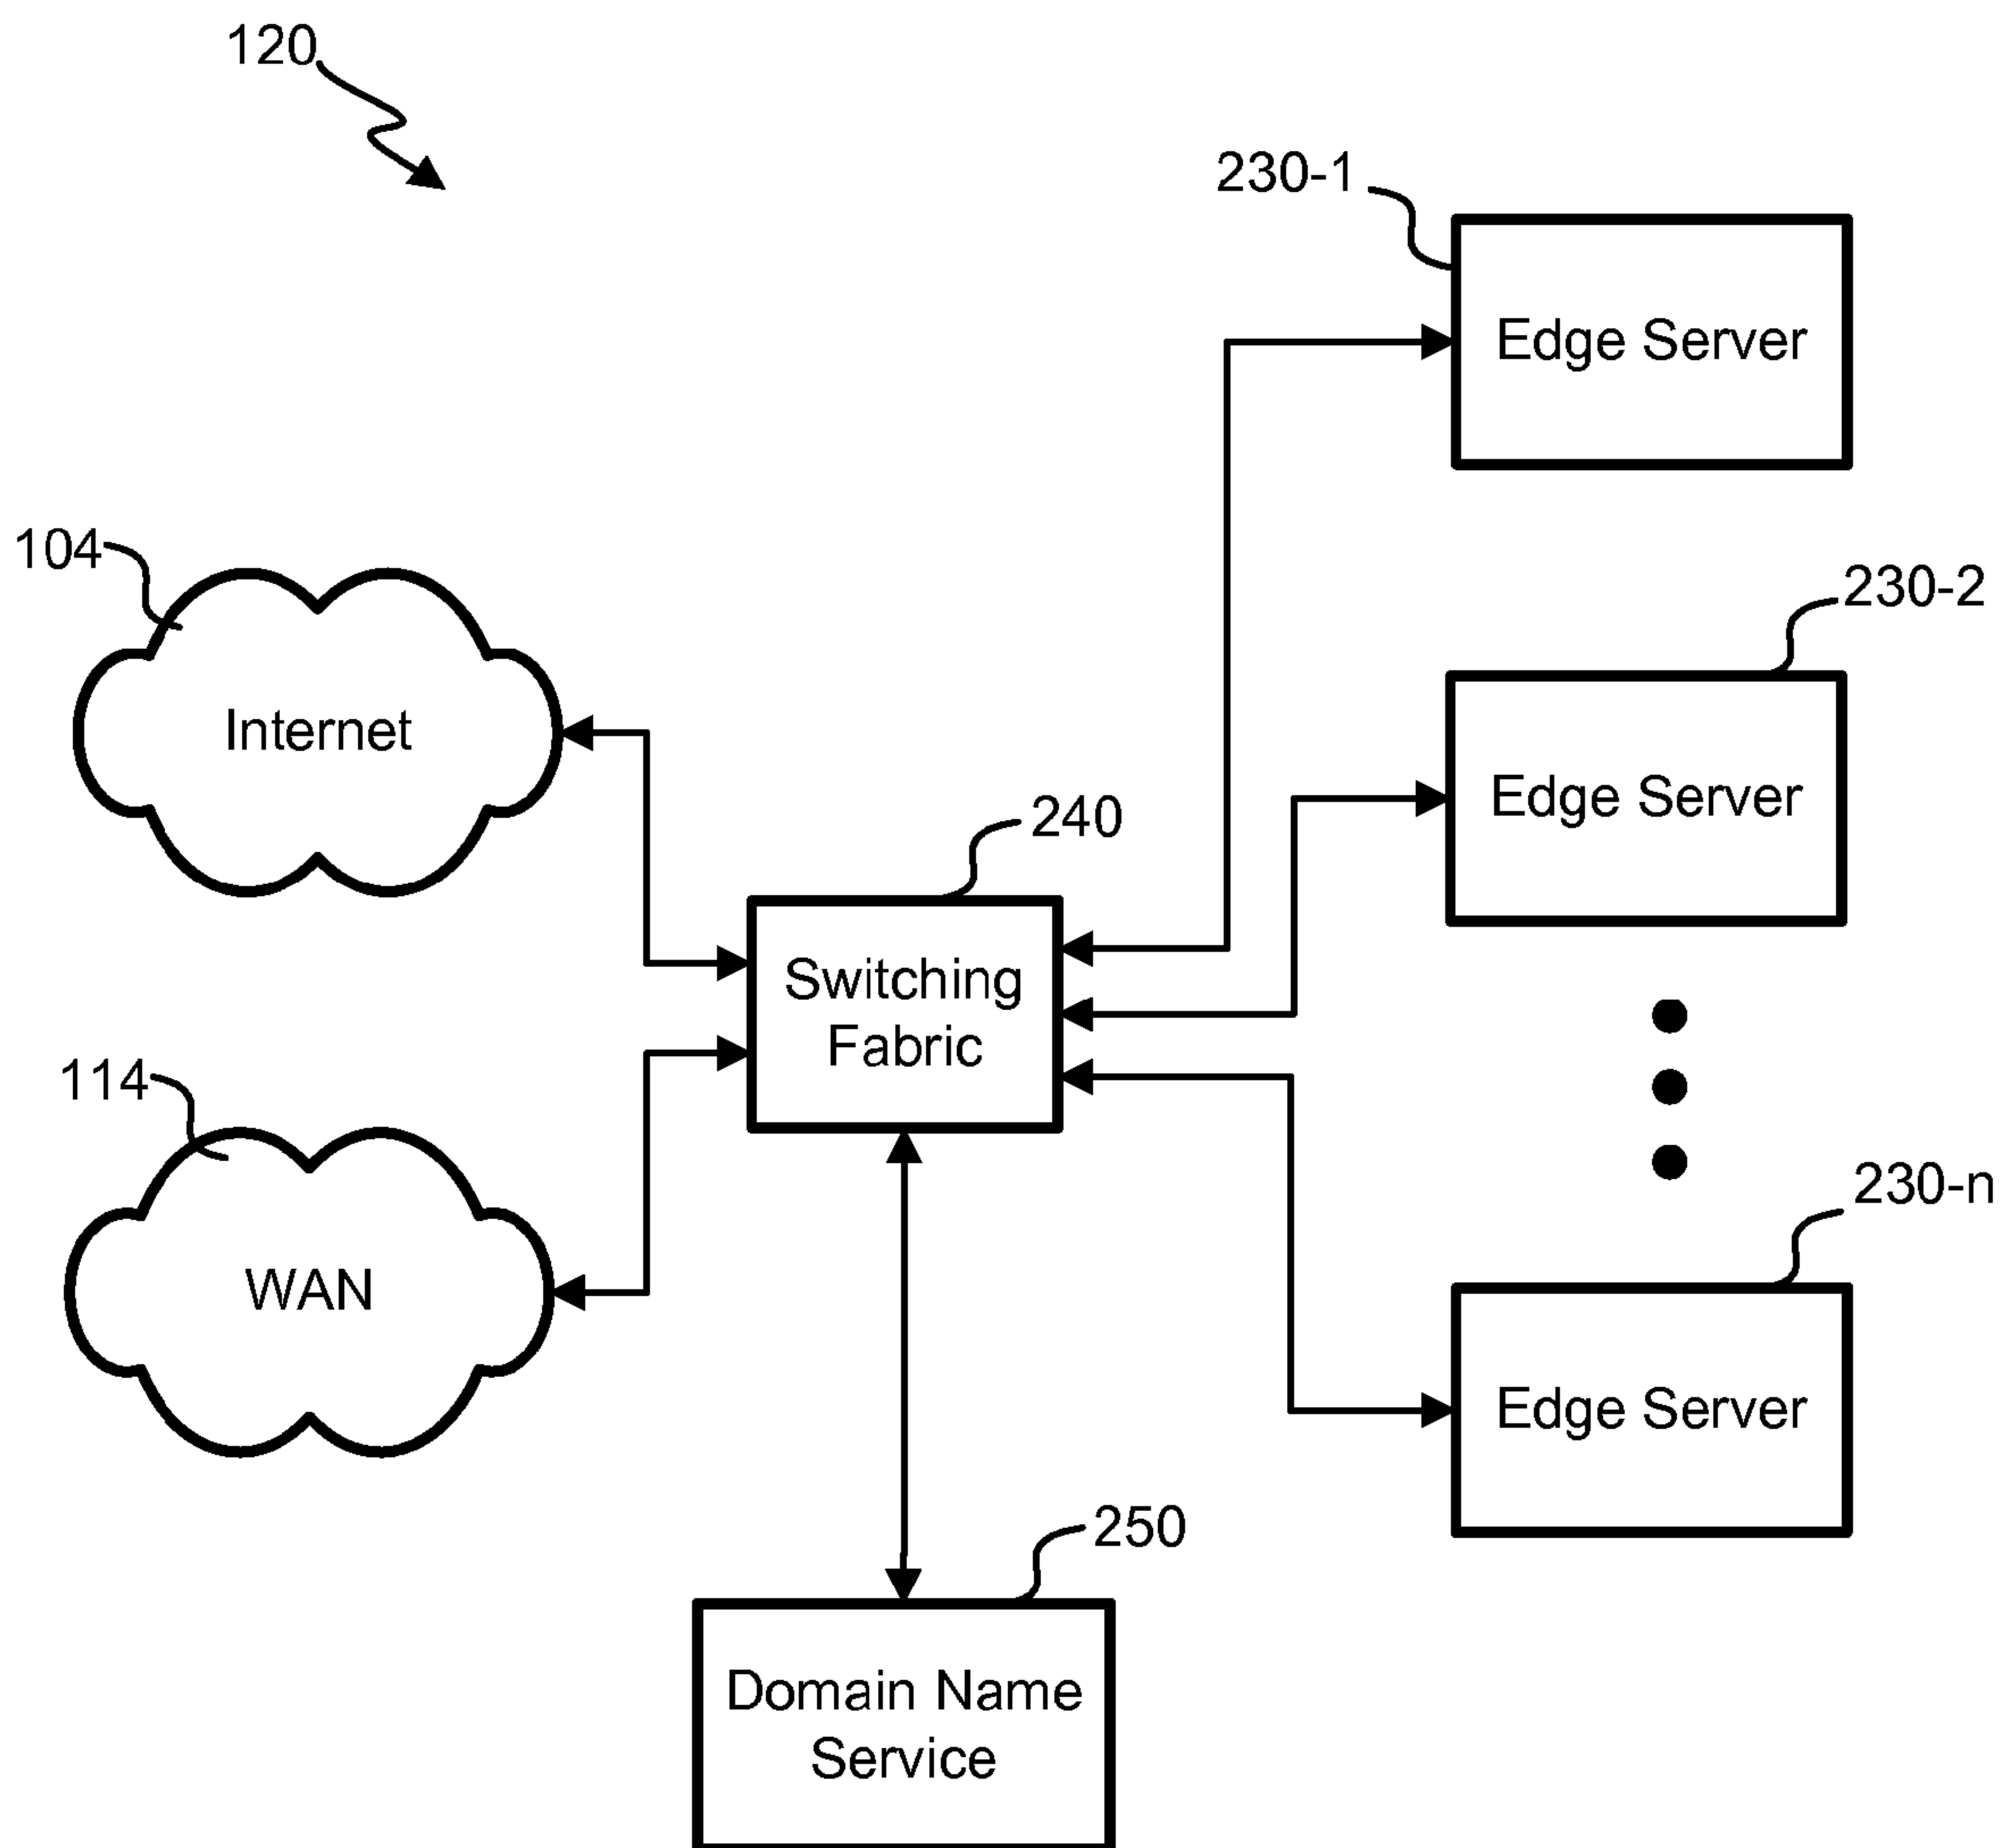 120
230-1
Edge Server
104
Internet
230-2
Edge Server
240
Switching
Fabric
114
WAN
230-n
Edge Server
250
Domain Name
Service